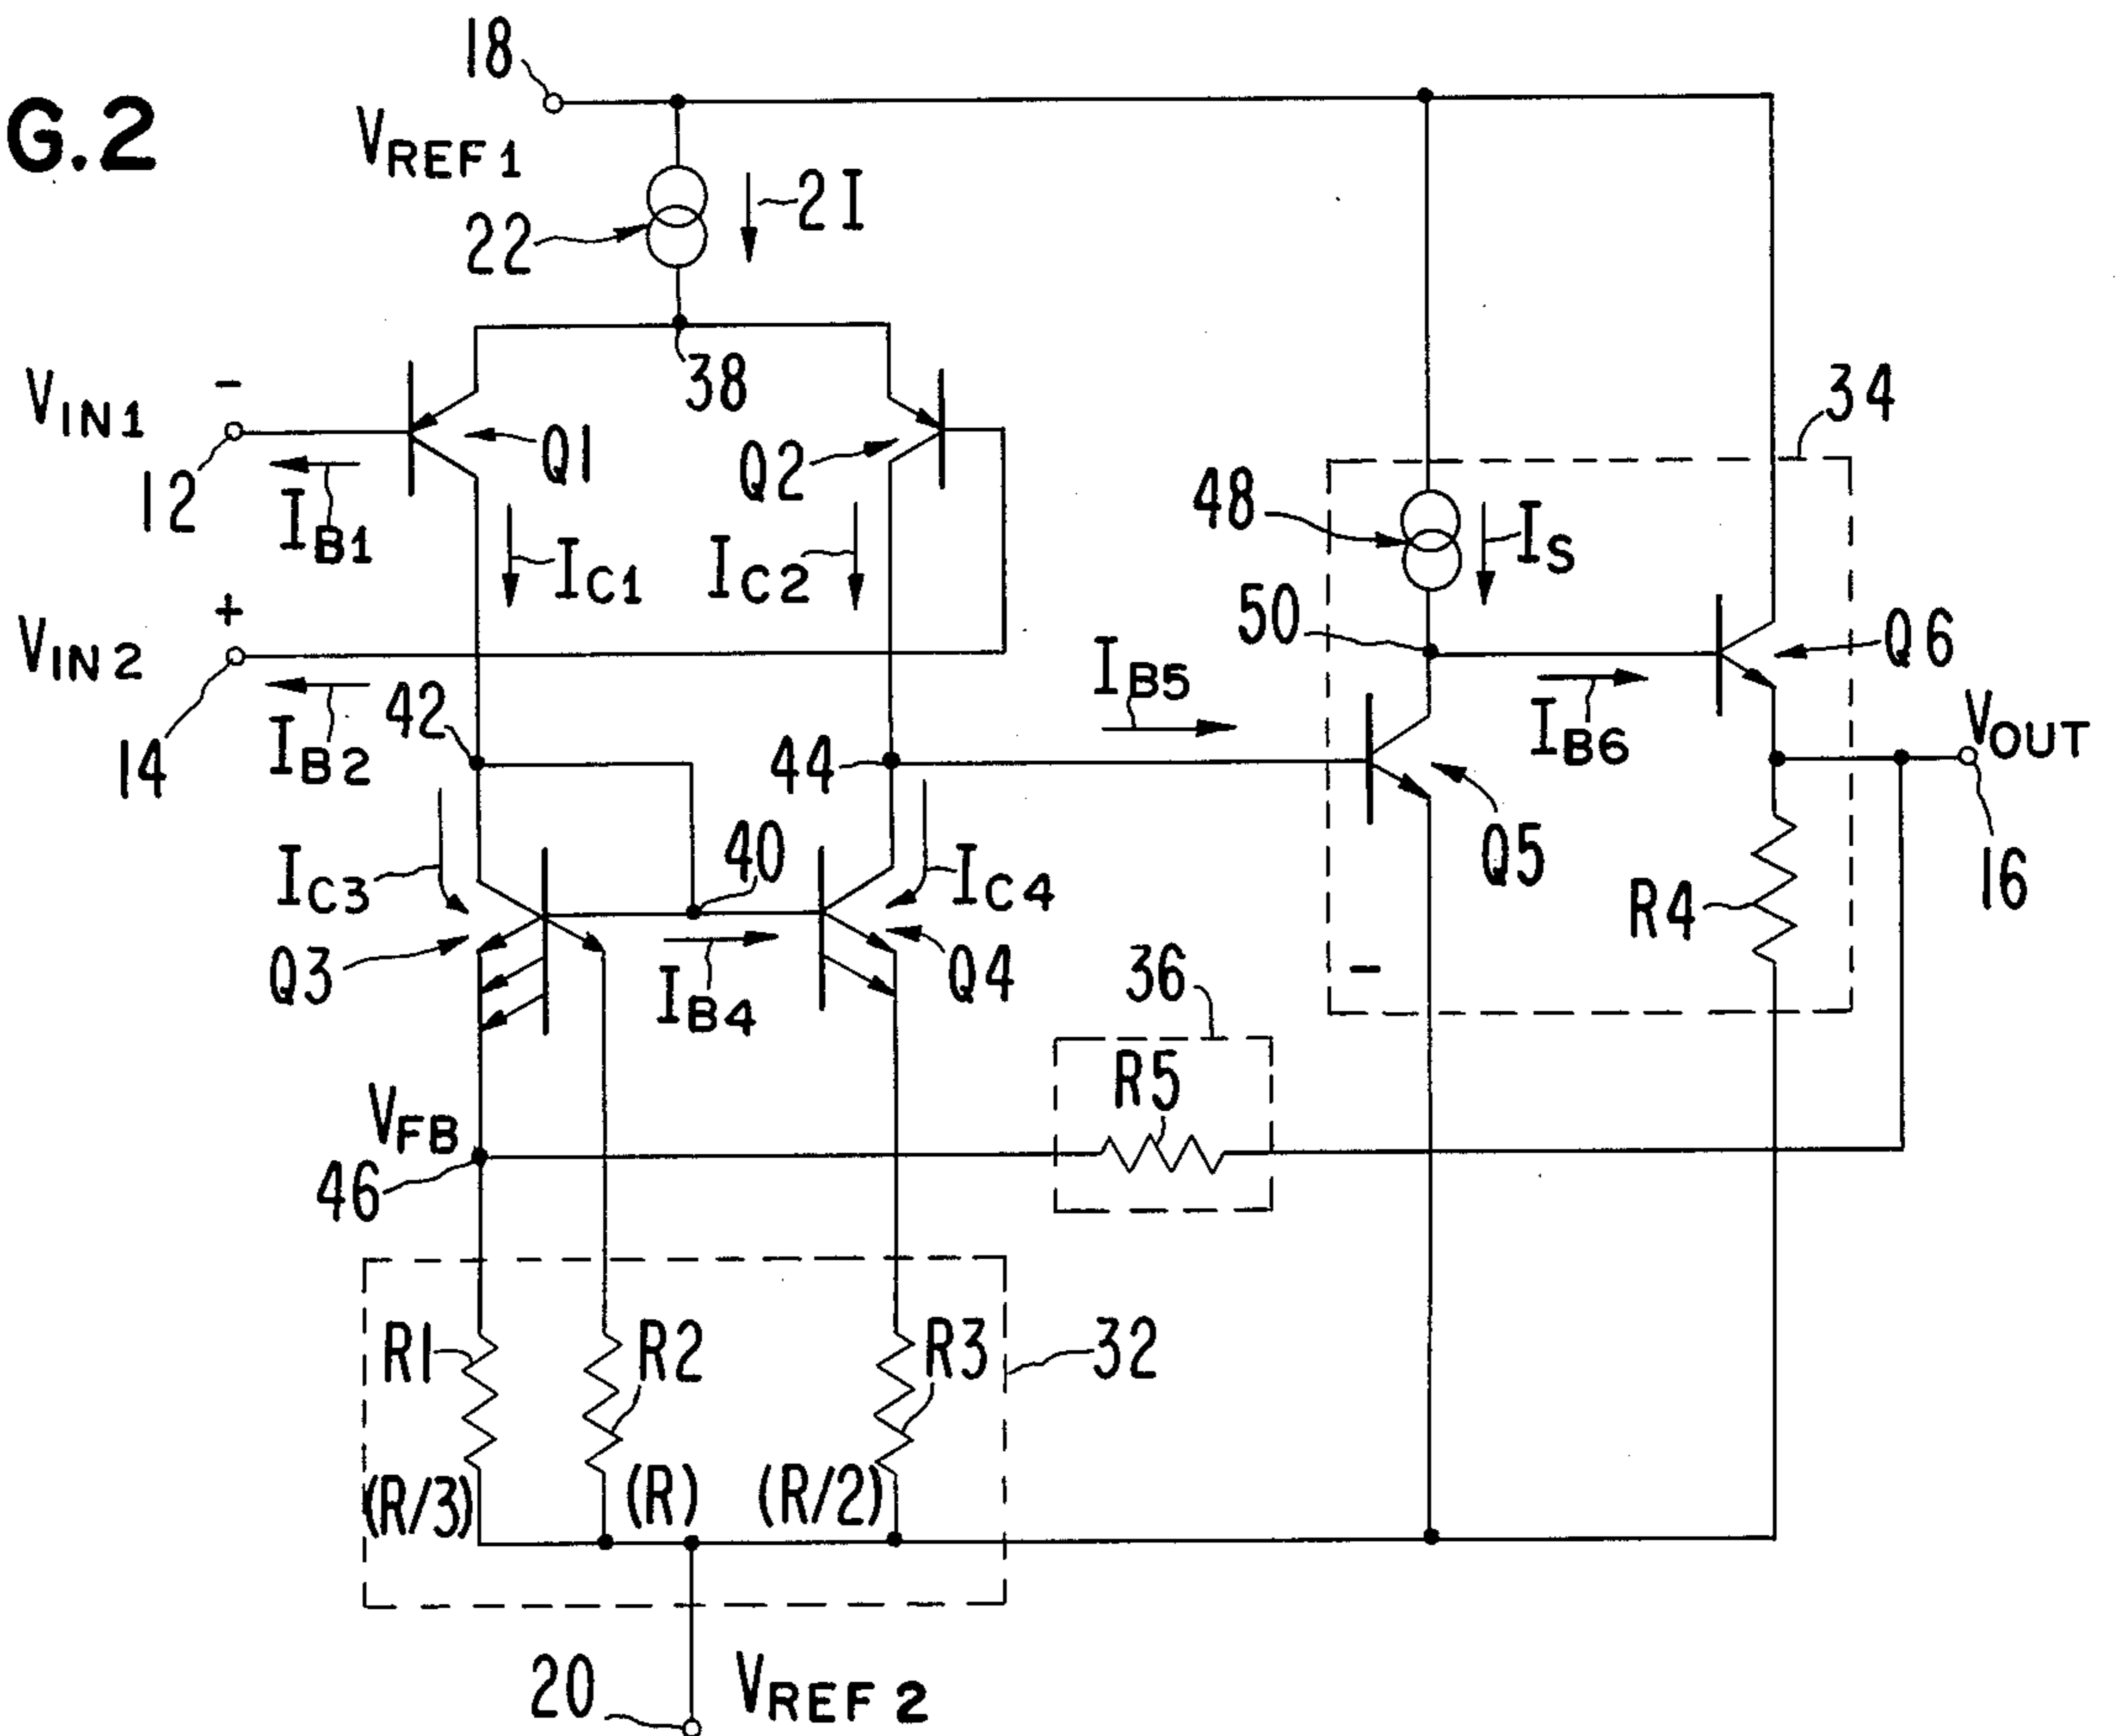 G.2
18
VREF1
22
2I
38
VIN1
-
12
IB1
Q1
Q2
34
IC1
IC2
48
IS
VIN2
+
14
IB2
42
44
50
IB5
IB6
Q6
VOUT
16
IC3
Q3
40
IB4
IC4
Q4
Q5
R4
-
36
R5
VFB
46
R1
R2
R3
32
(R/3)
(R)
(R/2)
20
VREF2